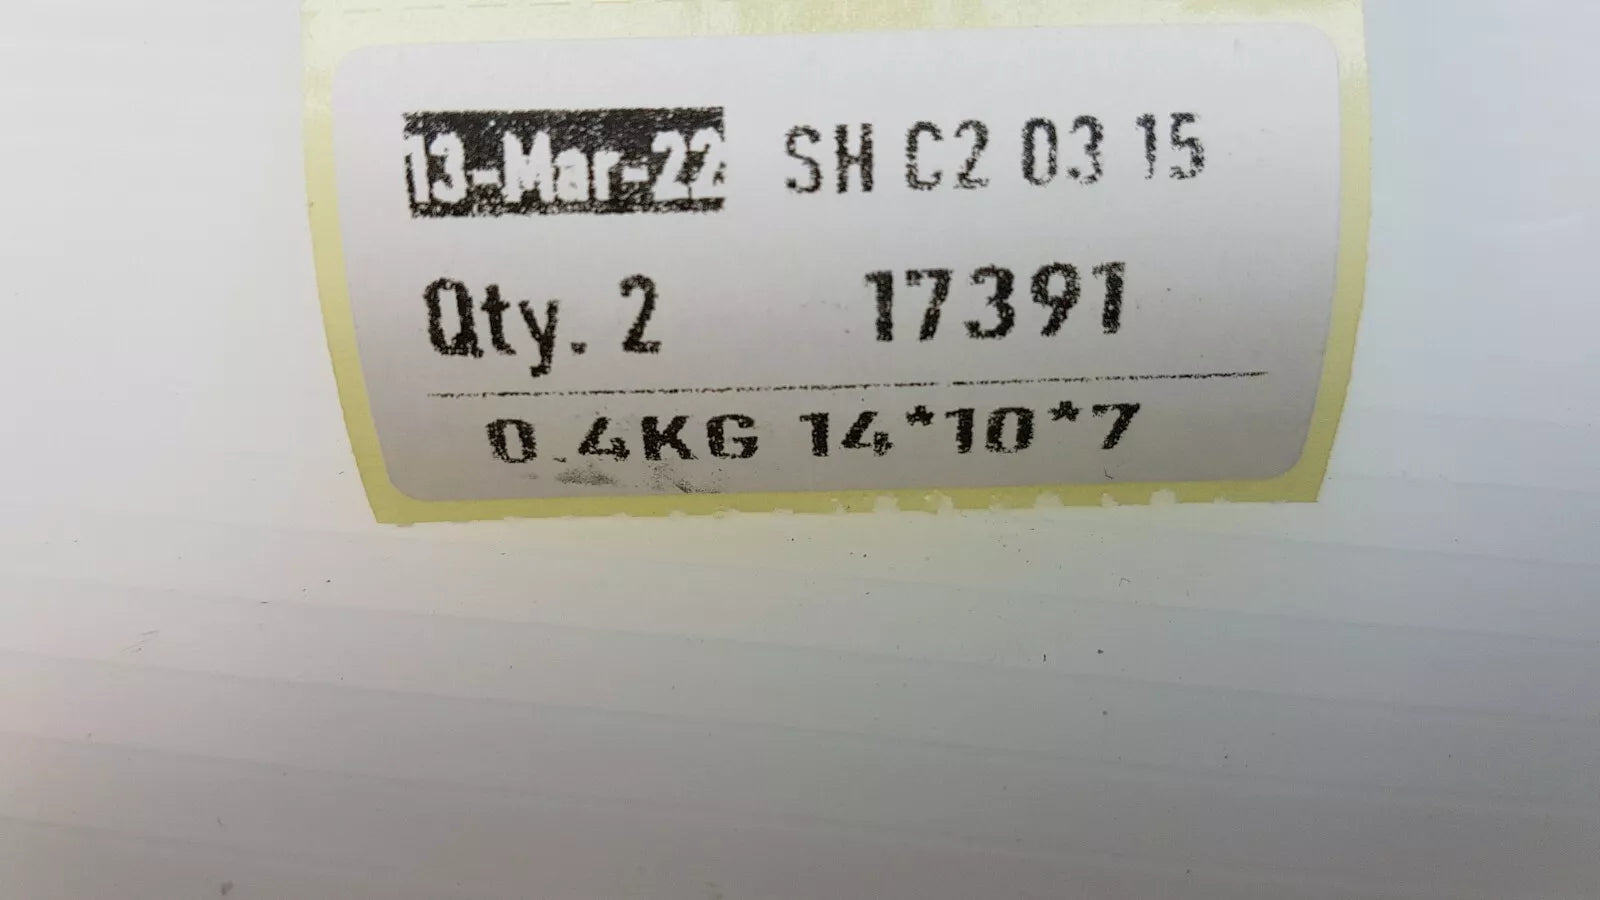 13-Mar-22 SH C2 03 15
Qty. 2 17391
0.4KG 14*10*7